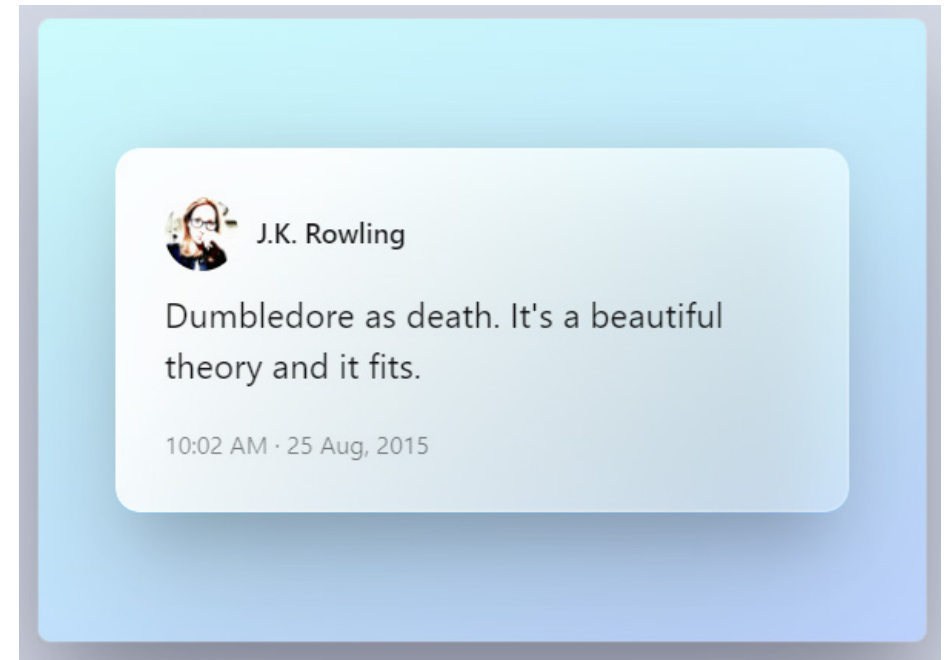 J.K. Rowling
Dumbledore as death. It's a beautiful
theory and it fits.
10:02 AM · 25 Aug, 2015